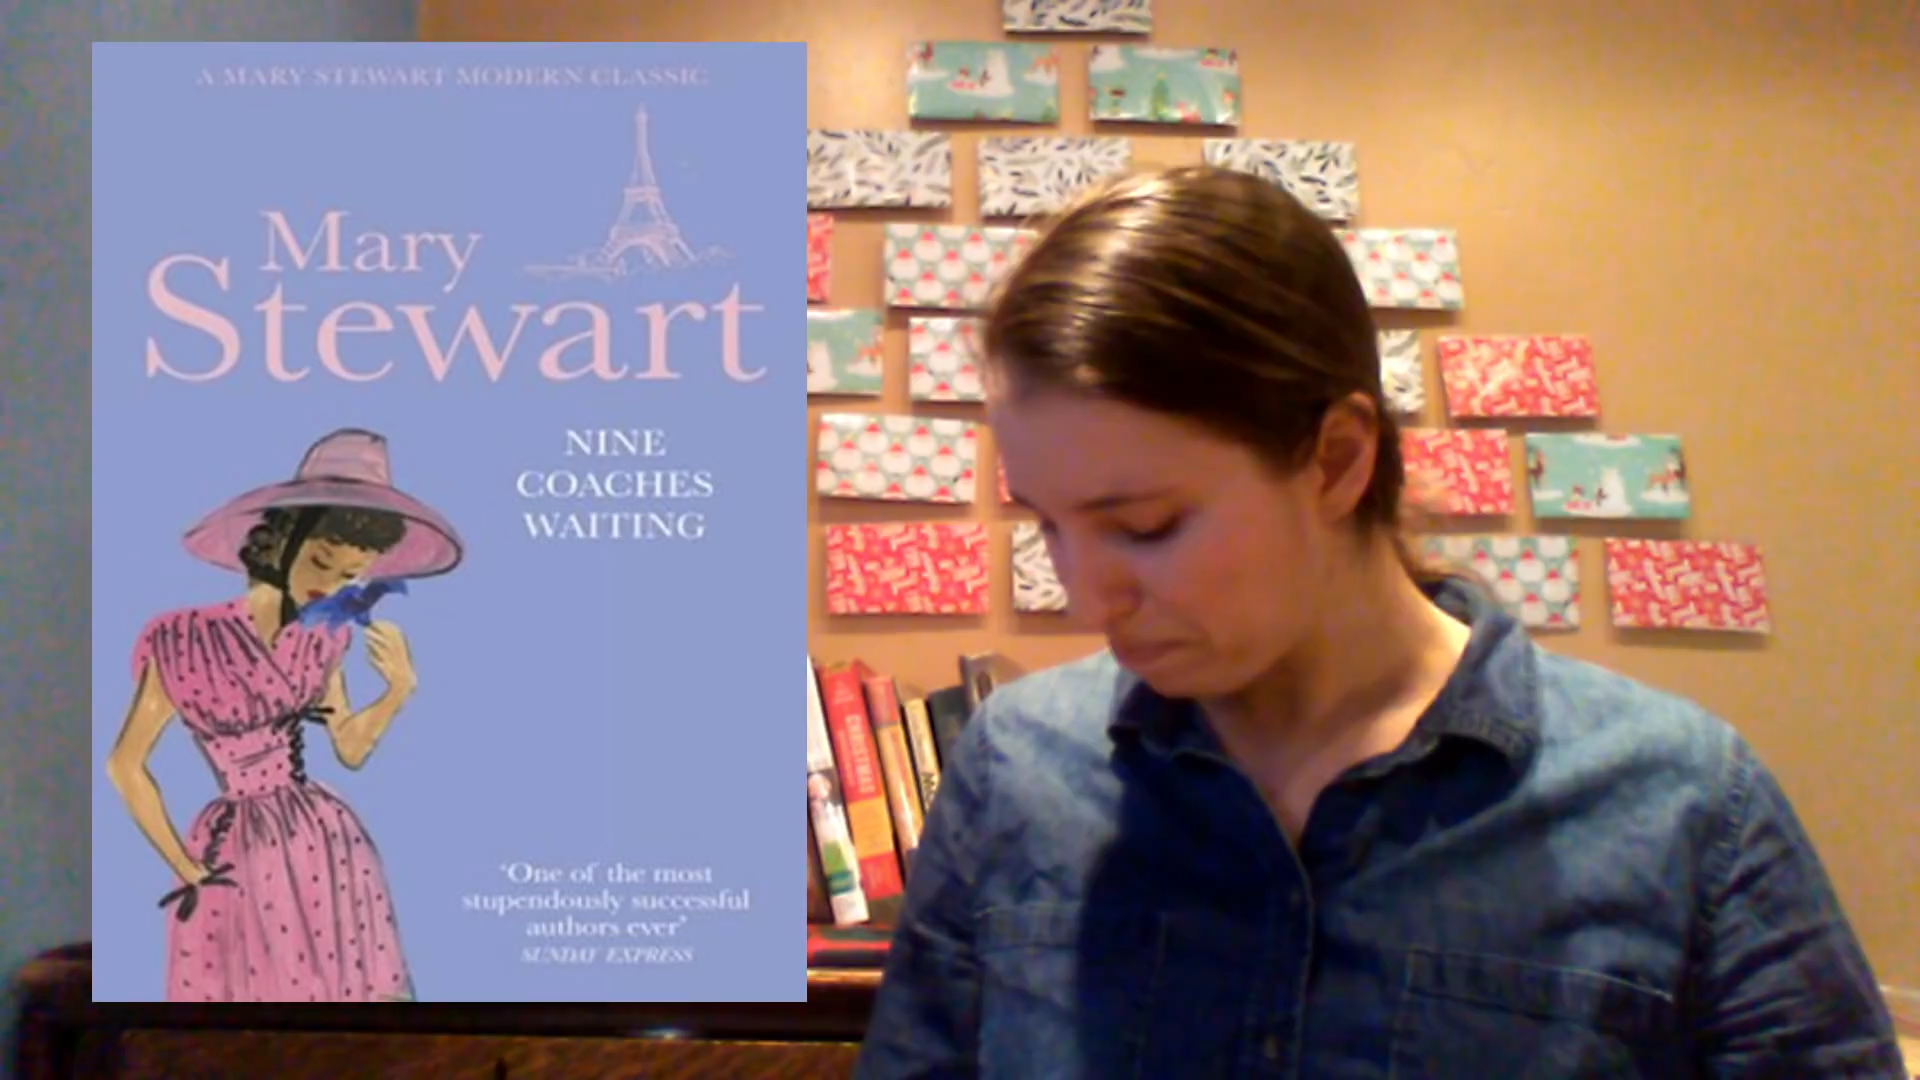 A MARY STEWART MODERN CLASSIC
Mary
Stewart
NINE
COACHES
WAITING
'One of the most
stupendously successful
authors ever'
SUNDAY EXPRESS
CHRISTMAS